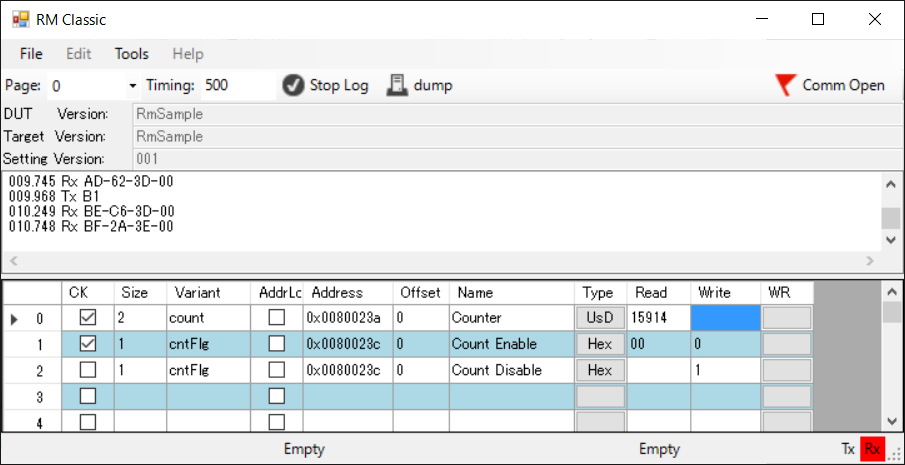 RM Classic
File Edit Tools Help
Page: 0 Timing: 500 Stop Log dump Comm Open
DUT Version: RmSample
Target Version: RmSample
Setting Version: 001
009.745 Rx AD-62-3D-00
009.968 Tx B1
010.249 Rx BE-C6-3D-00
010.748 Rx BF-2A-3E-00
CK Size Variant AddrLc Address Offset Name Type Read Write WR
0 2 count 0x0080023a 0 Counter UsD 15914
1 1 cntFlg 0x0080023c 0 Count Enable Hex 00 0
2 1 cntFlg 0x0080023c 0 Count Disable Hex 1
3
4
Empty Empty Tx Rx